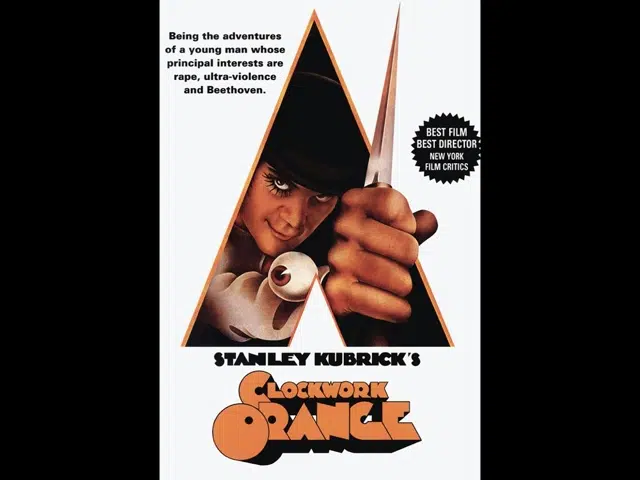 Being the adventures
of a young man whose
principal interests are
rape, ultra-violence
and Beethoven.
BEST FILM
BEST DIRECTOR
NEW YORK
FILM CRITICS
STANLEY KUBRICK'S
CLOCKWORK
ORANGE